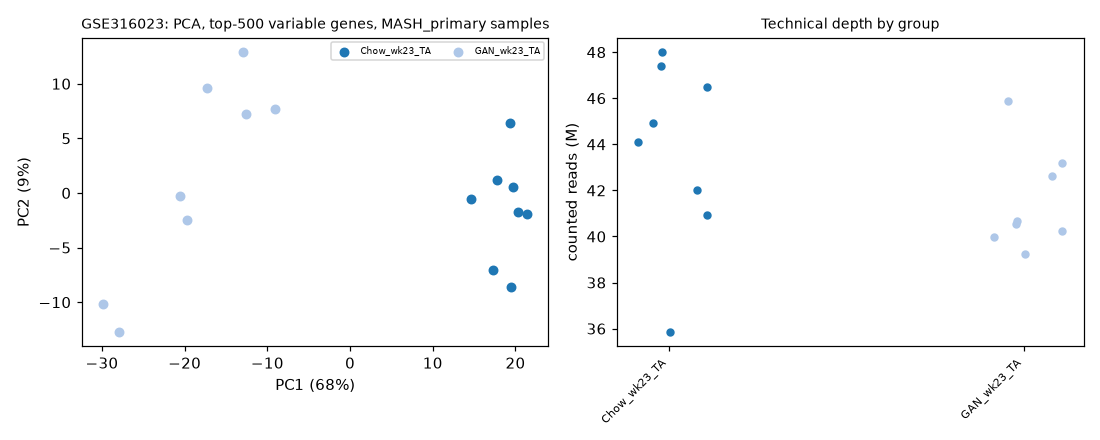 GSE316023: PCA, top-500 variable genes, MASH_primary samples
Chow_wk23_TA
GAN_wk23_TA
10
5
0
−5
−10
PC2 (9%)
−30
−20
−10
0
10
20
PC1 (68%)
Technical depth by group
48
46
44
42
40
38
36
counted reads (M)
Chow_wk23_TA
GAN_wk23_TA